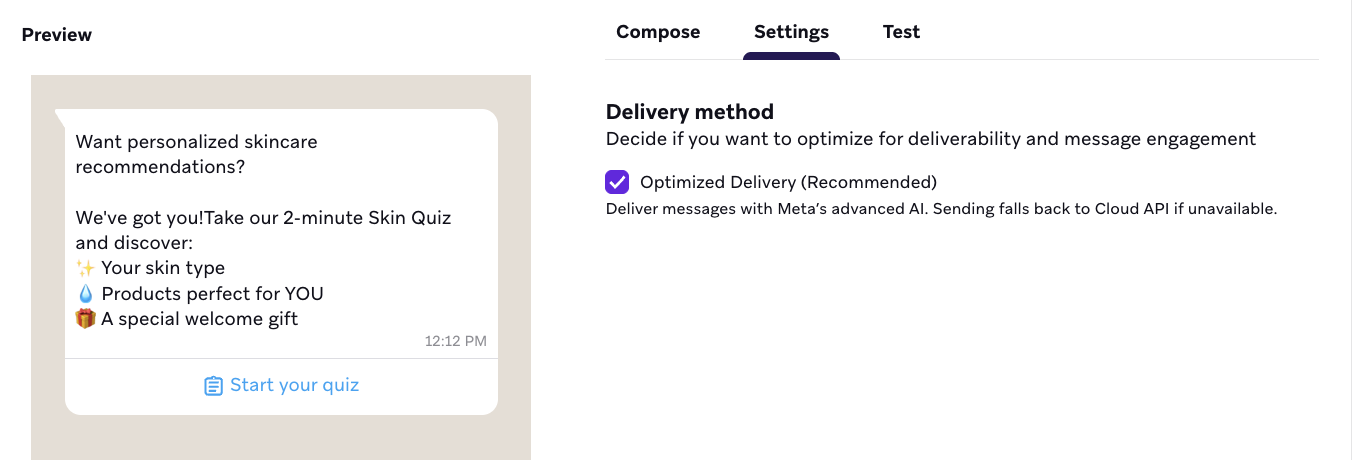 Preview
Want personalized skincare
recommendations?
We've got you!Take our 2-minute Skin Quiz
and discover:
✨ Your skin type
💧 Products perfect for YOU
🎁 A special welcome gift
12:12 PM
Start your quiz
Compose Settings Test
Delivery method
Decide if you want to optimize for deliverability and message engagement
Optimized Delivery (Recommended)
Deliver messages with Meta’s advanced AI. Sending falls back to Cloud API if unavailable.